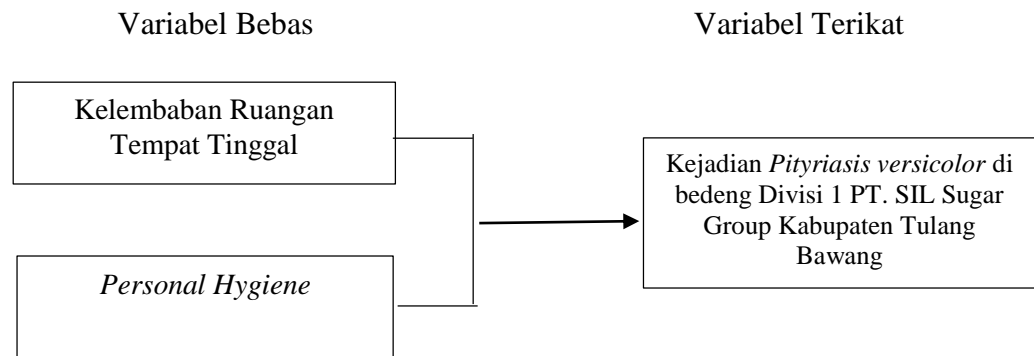 Variabel Bebas
Variabel Terikat
Kelembaban Ruangan
Tempat Tinggal
Kejadian Pityriasis versicolor di
bedeng Divisi 1 PT. SIL Sugar
Group Kabupaten Tulang
Bawang
Personal Hygiene